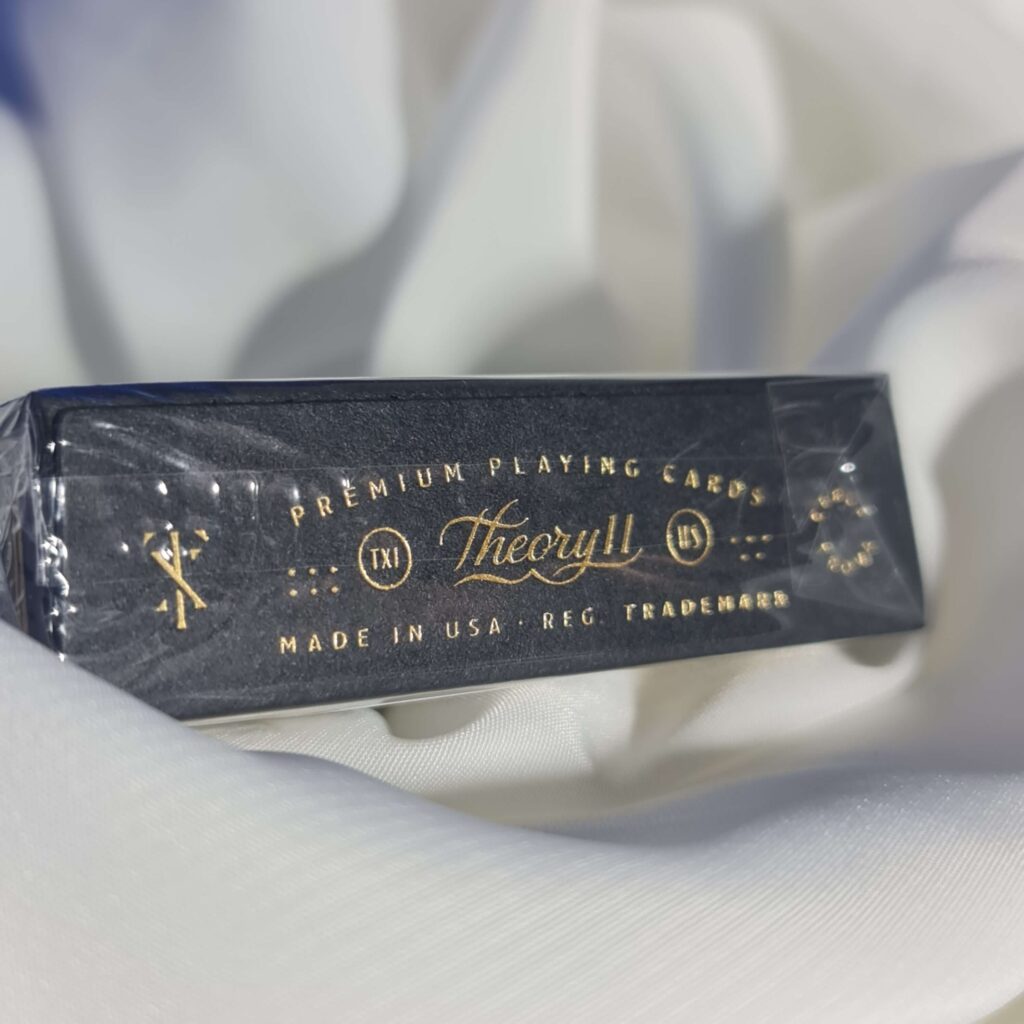 PREMIUM PLAYING CARDS
TXI Theory11 US
MADE IN USA · REG. TRADEMARK